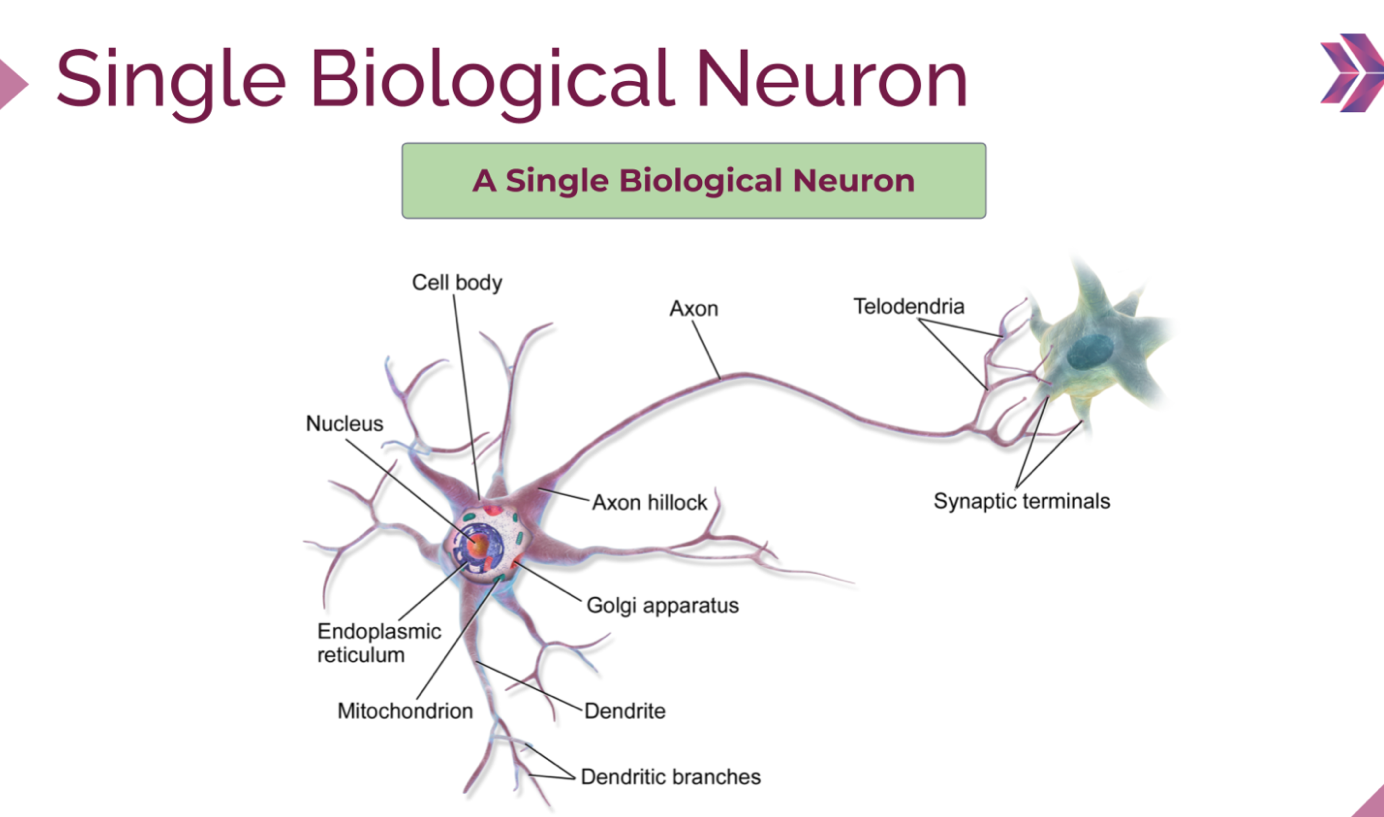 Single Biological Neuron
A Single Biological Neuron
Cell body
Axon
Telodendria
Nucleus
Axon hillock
Synaptic terminals
Golgi apparatus
Endoplasmic
reticulum
Mitochondrion
Dendrite
Dendritic branches